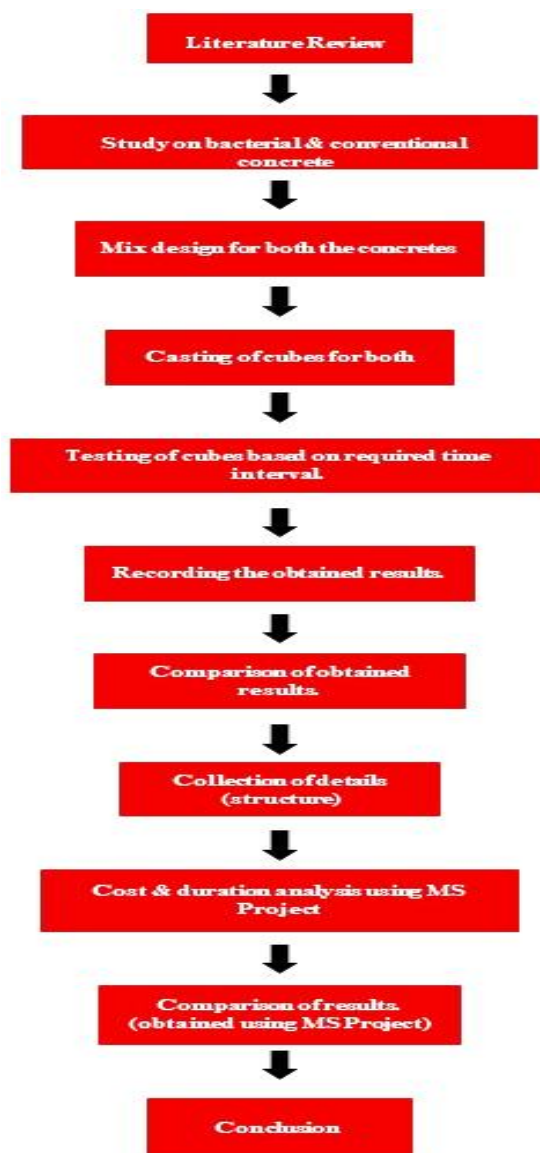 Literature Review
Study on bacterial & conventional
concrete
Mix design for both the concretes
Casting of cubes for both
Testing of cubes based on required time
interval.
Recording the obtained results.
Comparison of obtained
results.
Collection of details
(structure)
Cost & duration analysis using MS
Project
Comparison of results.
(obtained using MS Project)
Conclusion